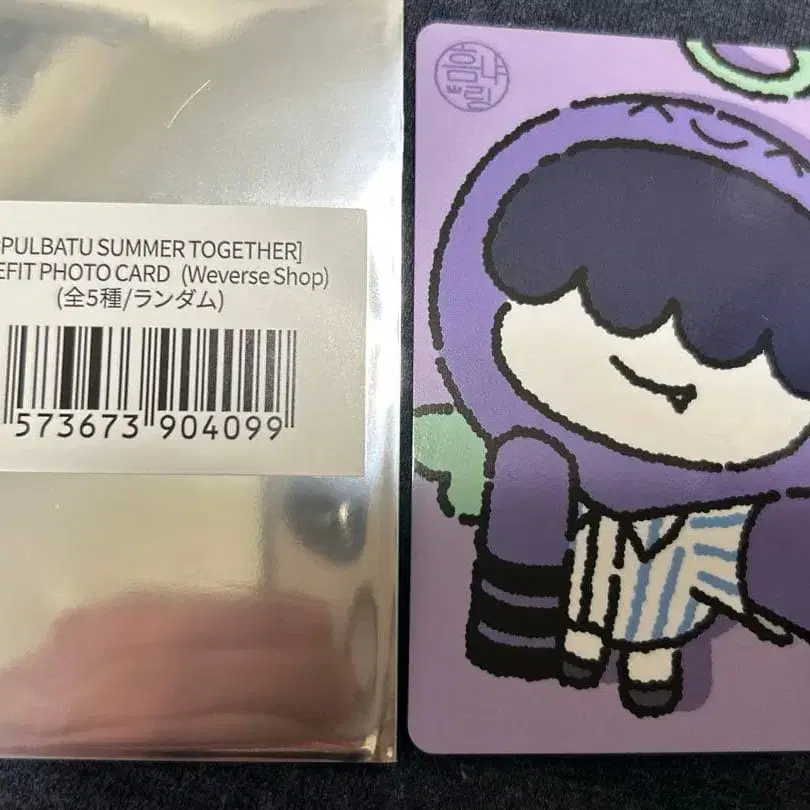 PULBATU SUMMER TOGETHER]
EFIT PHOTO CARD (Weverse Shop)
(全5種/ランダム)
573673 904099